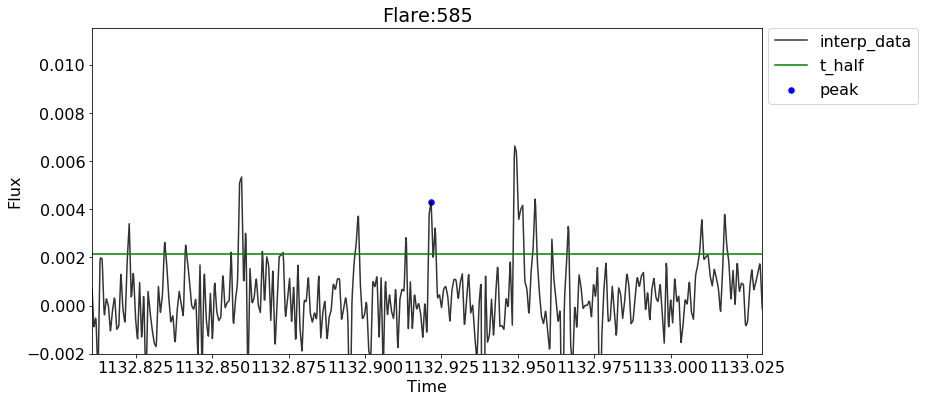 Flare:585
interp_data
t_half
peak
Flux
0.010
0.008
0.006
0.004
0.002
0.000
−0.002
1132.825 1132.850 1132.875 1132.900 1132.925 1132.950 1132.975 1133.000 1133.025
Time